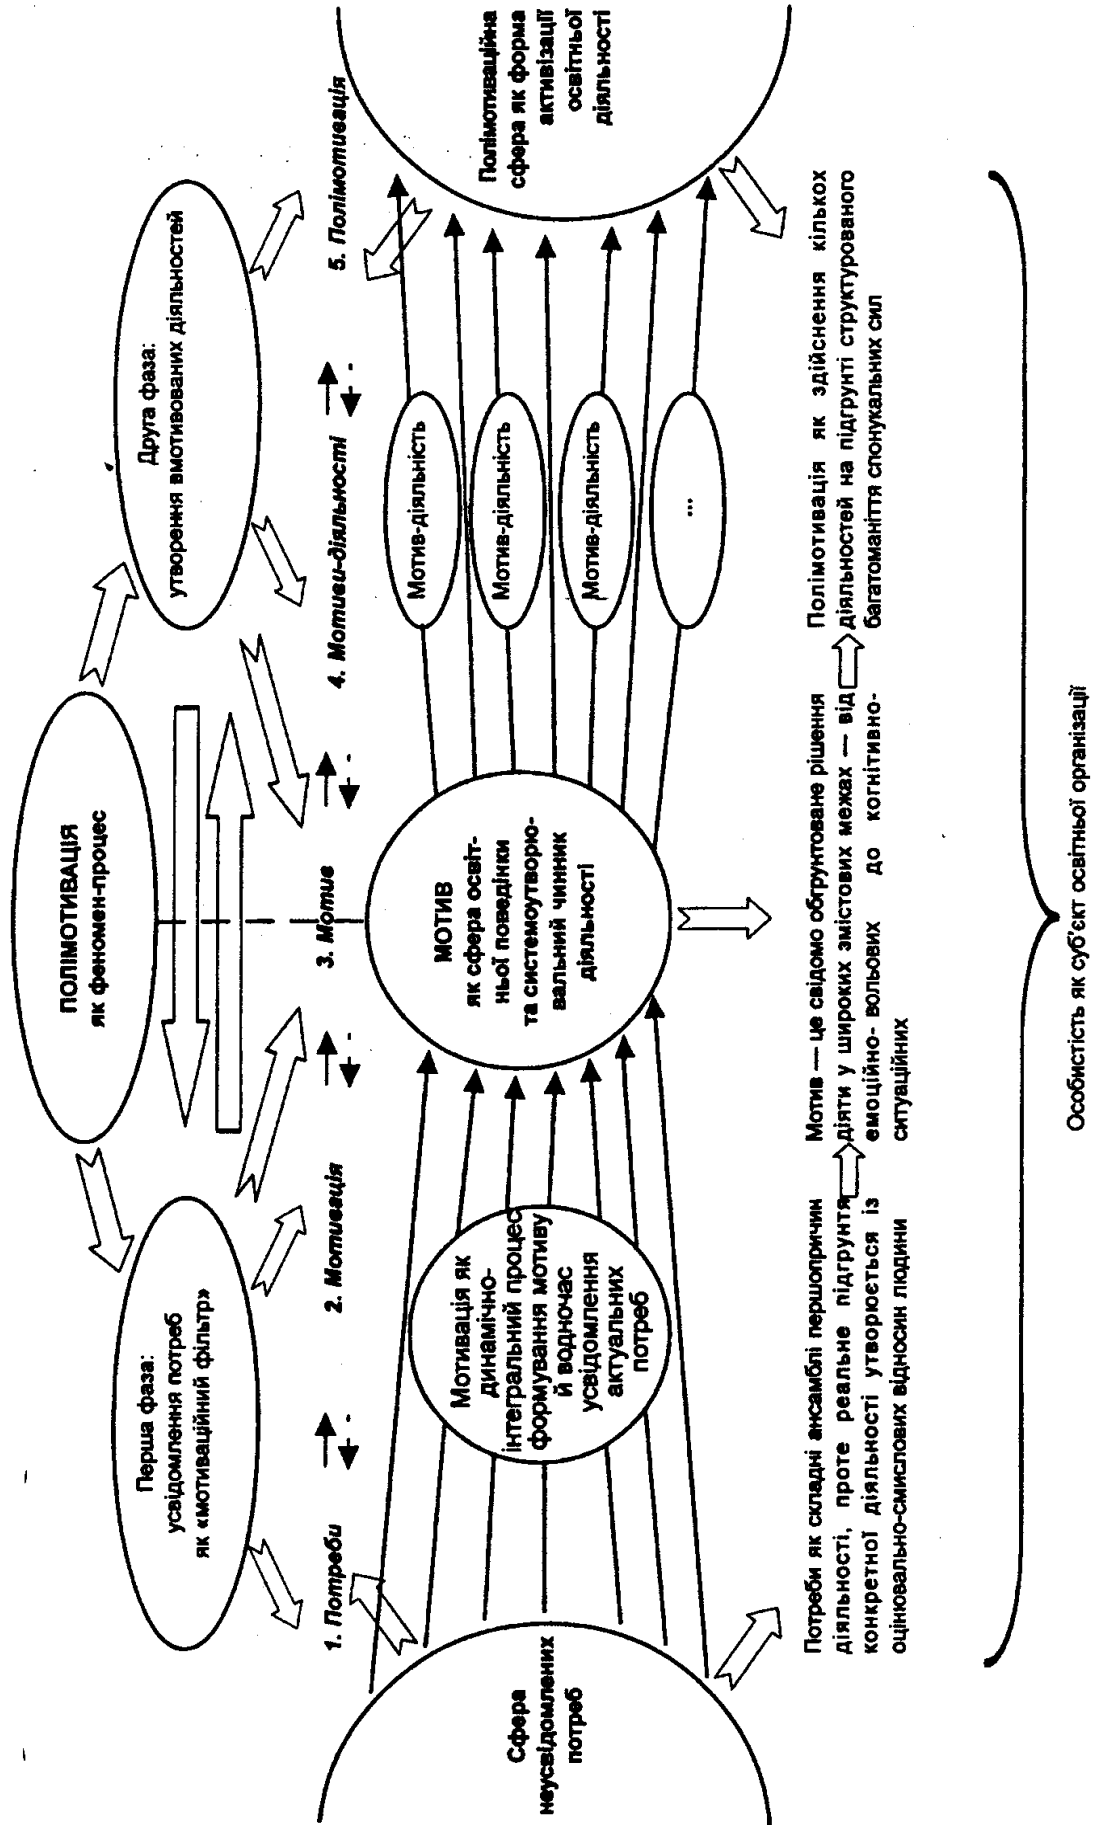 ПОЛІМОТИВАЦІЯ
як феномен-процес
Перша фаза:
усвідомлення потреб
як «мотиваційний фільтр»
Друга фаза:
утворення вмотивованих діяльностей
1. Потреби
2. Мотивація
3. Мотив
4. Мотиви-діяльності
5. Полімотивація
Сфера
неусвідомлених
потреб
Мотивація як
динамічно-
інтегральний процес
формування мотиву
й водночас
усвідомлення
актуальних
потреб
МОТИВ
як сфера освіт-
ньої поведінки
та системоутворю-
вальний чинник
діяльності
Мотив-діяльність
Мотив-діяльність
Мотив-діяльність
...
Полімотиваційна
сфера як форма
активізації
освітньої
діяльності
Потреби як складні ансамблі першопричин
діяльності, проте реальне підгрунтя
конкретної діяльності утворюється із
оцінювально-смислових відносин людини
Мотив — це свідомо обгрунтоване рішення
діяти у широких змістових межах — від
емоційно- вольових до когнітивно-
ситуаційних
Полімотивація як здійснення кількох
діяльностей на підгрунті структурованого
багатоманіття спонукальних сил
Особистість як суб'єкт освітньої організації